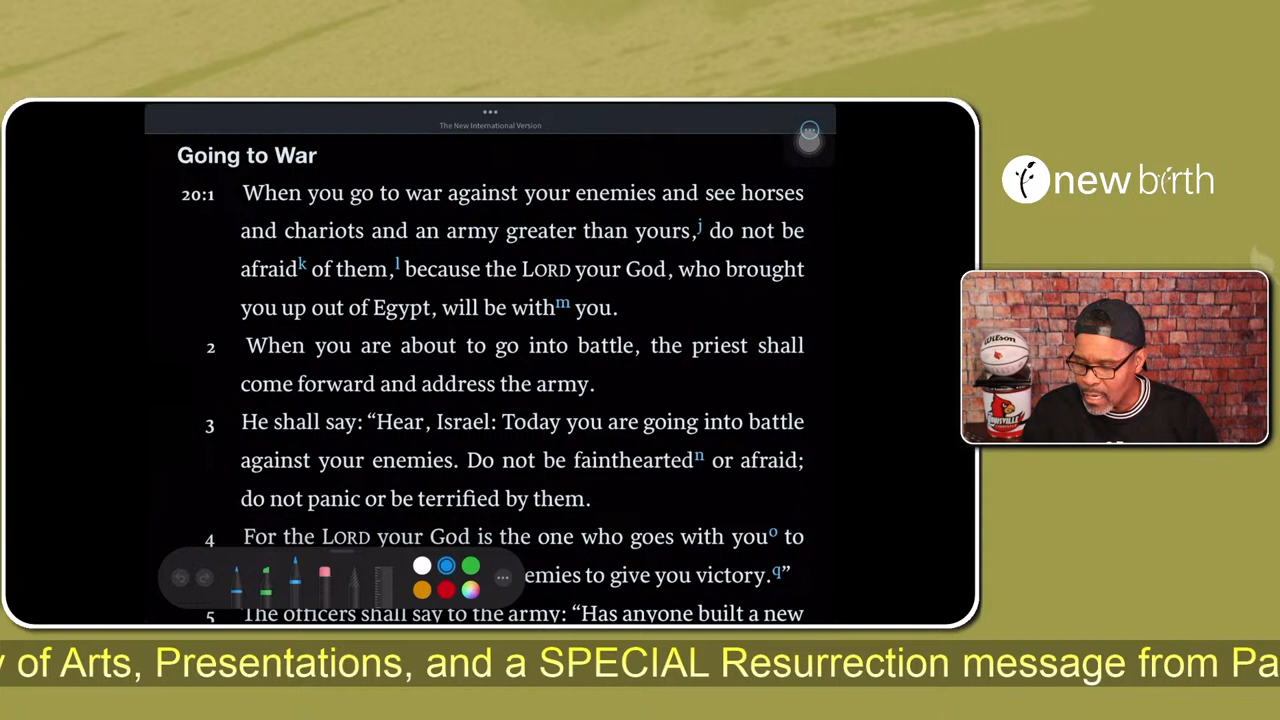 •••
The New International Version
Going to War
20:1 When you go to war against your enemies and see horses
and chariots and an army greater than yours,j do not be
afraidk of them,l because the LORD your God, who brought
you up out of Egypt, will be withm you.
2 When you are about to go into battle, the priest shall
come forward and address the army.
3 He shall say: “Hear, Israel: Today you are going into battle
against your enemies. Do not be faintheartedn or afraid;
do not panic or be terrified by them.
4 For the LORD your God is the one who goes with youo to
emies to give you victory.q”
5 The officers shall say to the army: “Has anyone built a new
new birth
Wilson
LOUISVILLE
y of Arts, Presentations, and a SPECIAL Resurrection message from Pa